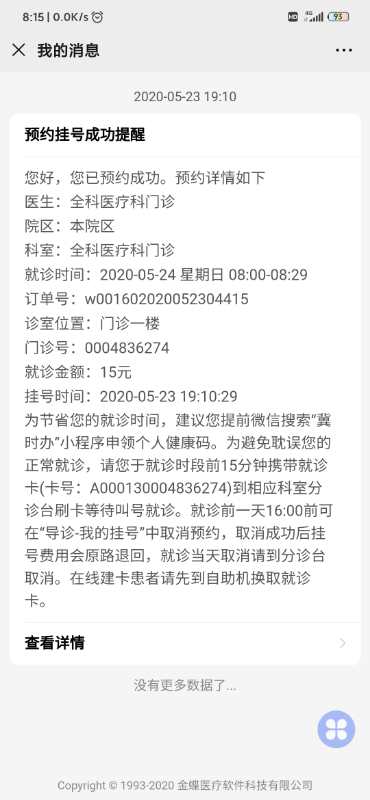 8:15 | 0.0K/s
HD 4G 93
我的消息
2020-05-23 19:10
预约挂号成功提醒
您好，您已预约成功。预约详情如下
医生：全科医疗科门诊
院区：本院区
科室：全科医疗科门诊
就诊时间：2020-05-24 星期日 08:00-08:29
订单号：w001602020052304415
诊室位置：门诊一楼
门诊号：0004836274
就诊金额：15元
挂号时间：2020-05-23 19:10:29
为节省您的就诊时间，建议您提前微信搜索“冀
时办”小程序申领个人健康码。为避免耽误您的
正常就诊，请您于就诊时段前15分钟携带就诊
卡(卡号：A000130004836274)到相应科室分
诊台刷卡等待叫号就诊。就诊前一天16:00前可
在“导诊-我的挂号”中取消预约，取消成功后挂
号费用会原路退回，就诊当天取消请到分诊台
取消。在线建卡患者请先到自助机换取就诊
卡。
查看详情
没有更多数据了...
Copyright © 1993-2020 金蝶医疗软件科技有限公司